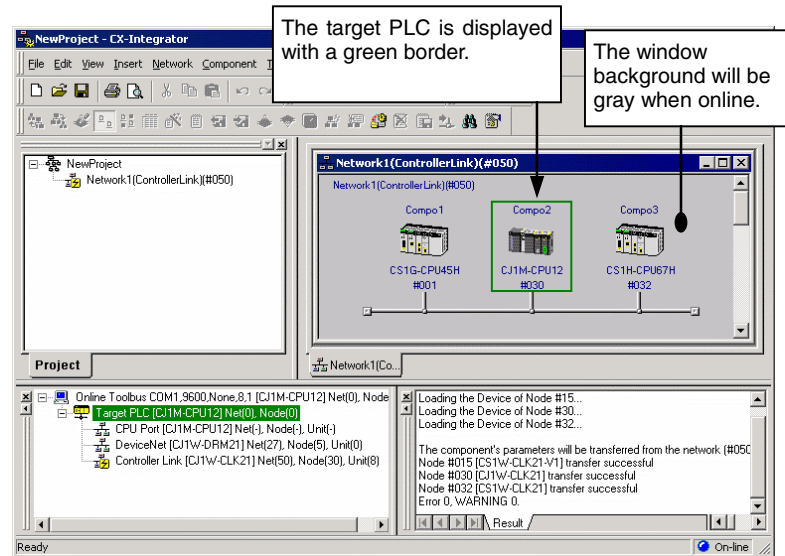 The target PLC is displayed
with a green border.
The window
background will be
gray when online.
NewProject - CX-Integrator
File Edit View Insert Network Component
NewProject
Network1(ControllerLink)(#050)
Project
Network1(ControllerLink)(#050)
Network1(ControllerLink)(#050)
Compo1 Compo2 Compo3
CS1G-CPU45H CJ1M-CPU12 CS1H-CPU67H
#001 #030 #032
Network1(Co...
Online Toolbus COM1,9600,None,8,1 [CJ1M-CPU12] Net(0), Node
Target PLC [CJ1M-CPU12] Net(0), Node(0)
CPU Port [CJ1M-CPU12] Net(-), Node(-), Unit(-)
DeviceNet [CJ1W-DRM21] Net(27), Node(5), Unit(0)
Controller Link [CJ1W-CLK21] Net(50), Node(30), Unit(8)
Loading the Device of Node #15...
Loading the Device of Node #30...
Loading the Device of Node #32...
The component's parameters will be transferred from the network (#050
Node #015 [CS1W-CLK21-V1] transfer successful
Node #030 [CJ1W-CLK21] transfer successful
Node #032 [CS1W-CLK21] transfer successful
Error 0, WARNING 0.
Result
Ready
On-line